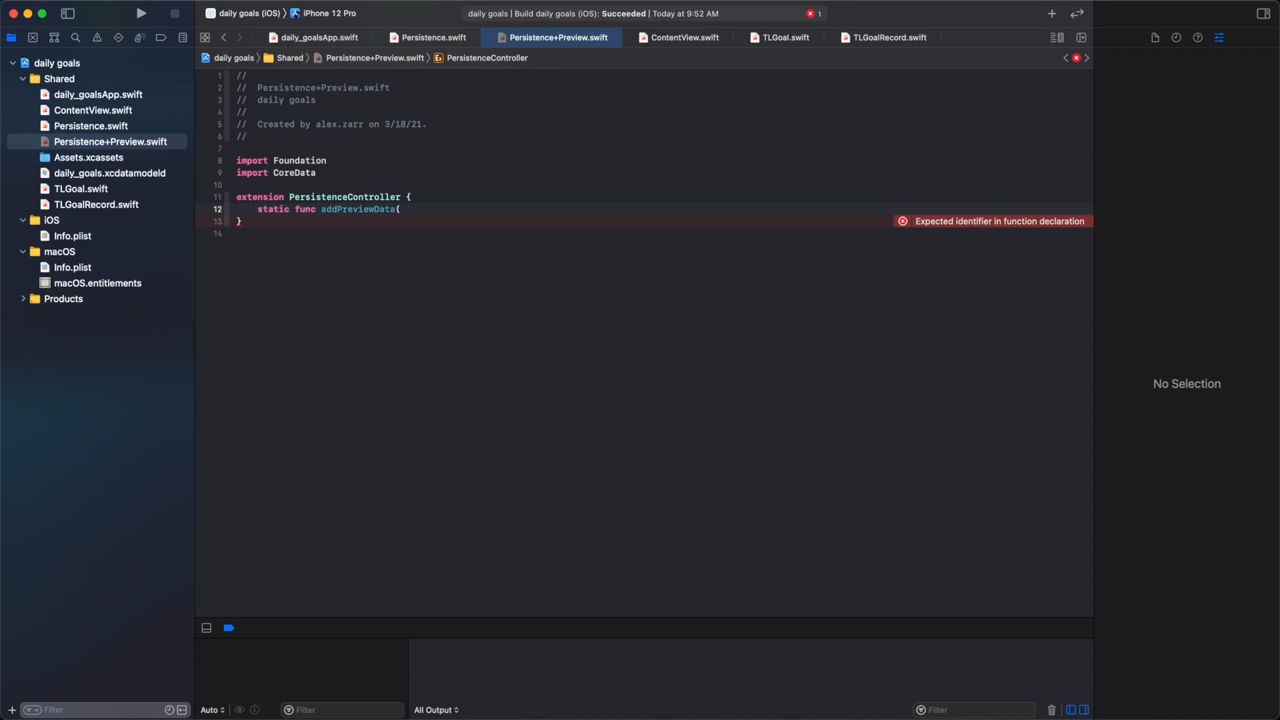 daily goals (iOS) 〉 iPhone 12 Pro
daily goals | Build daily goals (iOS): Succeeded | Today at 9:52 AM
1
daily_goalsApp.swift
Persistence.swift
Persistence+Preview.swift
ContentView.swift
TLGoal.swift
TLGoalRecord.swift
daily goals 〉 Shared 〉 Persistence+Preview.swift 〉 Ex PersistenceController
daily goals
Shared
daily_goalsApp.swift
ContentView.swift
Persistence.swift
Persistence+Preview.swift
Assets.xcassets
daily_goals.xcdatamodeld
TLGoal.swift
TLGoalRecord.swift
iOS
Info.plist
macOS
Info.plist
macOS.entitlements
Products
1 //
2 //  Persistence+Preview.swift
3 //  daily goals
4 //
5 //  Created by alex.zarr on 3/18/21.
6 //
7
8 import Foundation
9 import CoreData
10
11 extension PersistenceController {
12     static func addPreviewData(
13 } Expected identifier in function declaration
14
No Selection
Filter
Auto
Filter
All Output
Filter